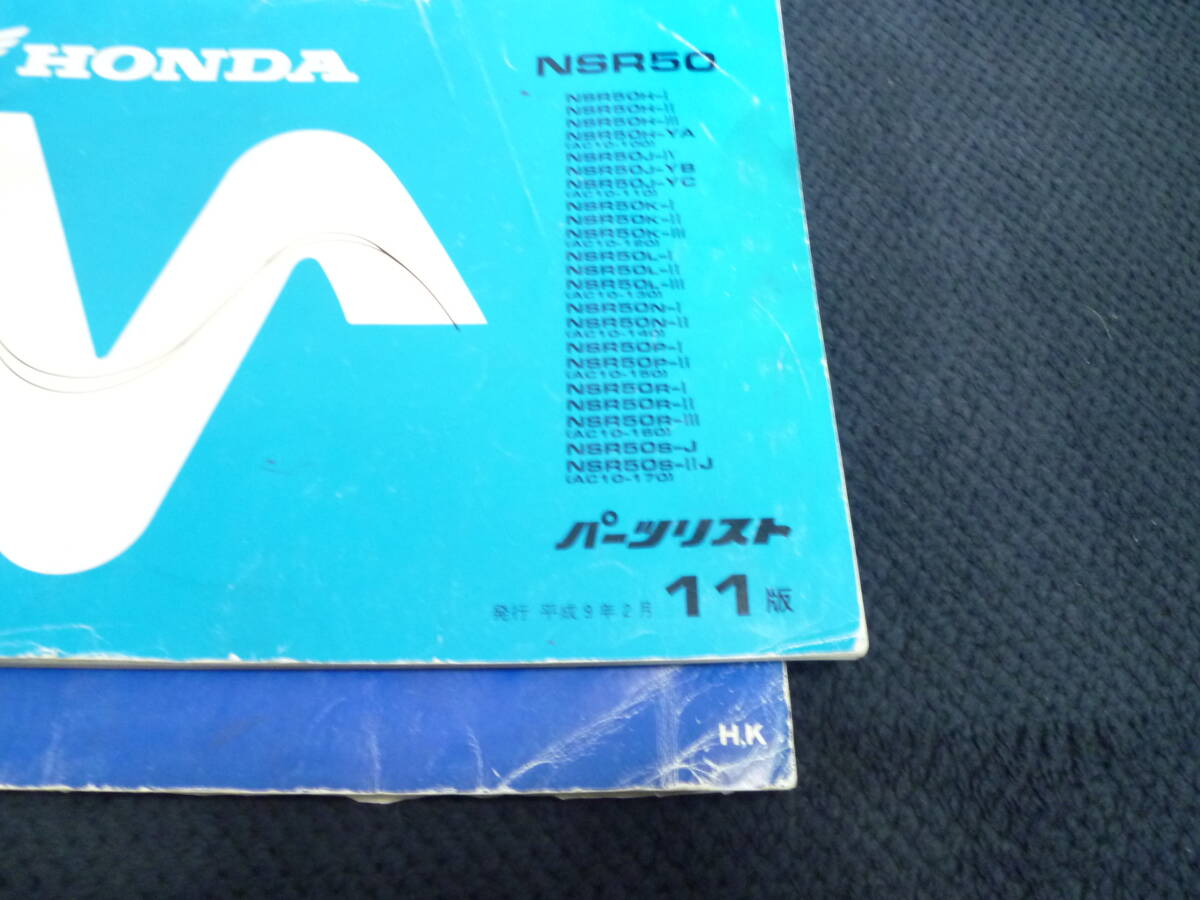 HONDA
NSR50
NSR50H-I
NSR50H-II
NSR50H-III
NSR50H-YA
(AC10-100)
NSR50J-IV
NSR50J-YB
NSR50J-YC
(AC10-110)
NSR50K-I
NSR50K-II
NSR50K-III
(AC10-120)
NSR50L-I
NSR50L-II
NSR50L-III
(AC10-130)
NSR50N-I
NSR50N-II
(AC10-140)
NSR50P-I
NSR50P-II
(AC10-150)
NSR50R-I
NSR50R-II
NSR50R-III
(AC10-160)
NSR50S-J
NSR50S-IIJ
(AC10-170)
パーツリスト
発行 平成9年2月 11版
H.K